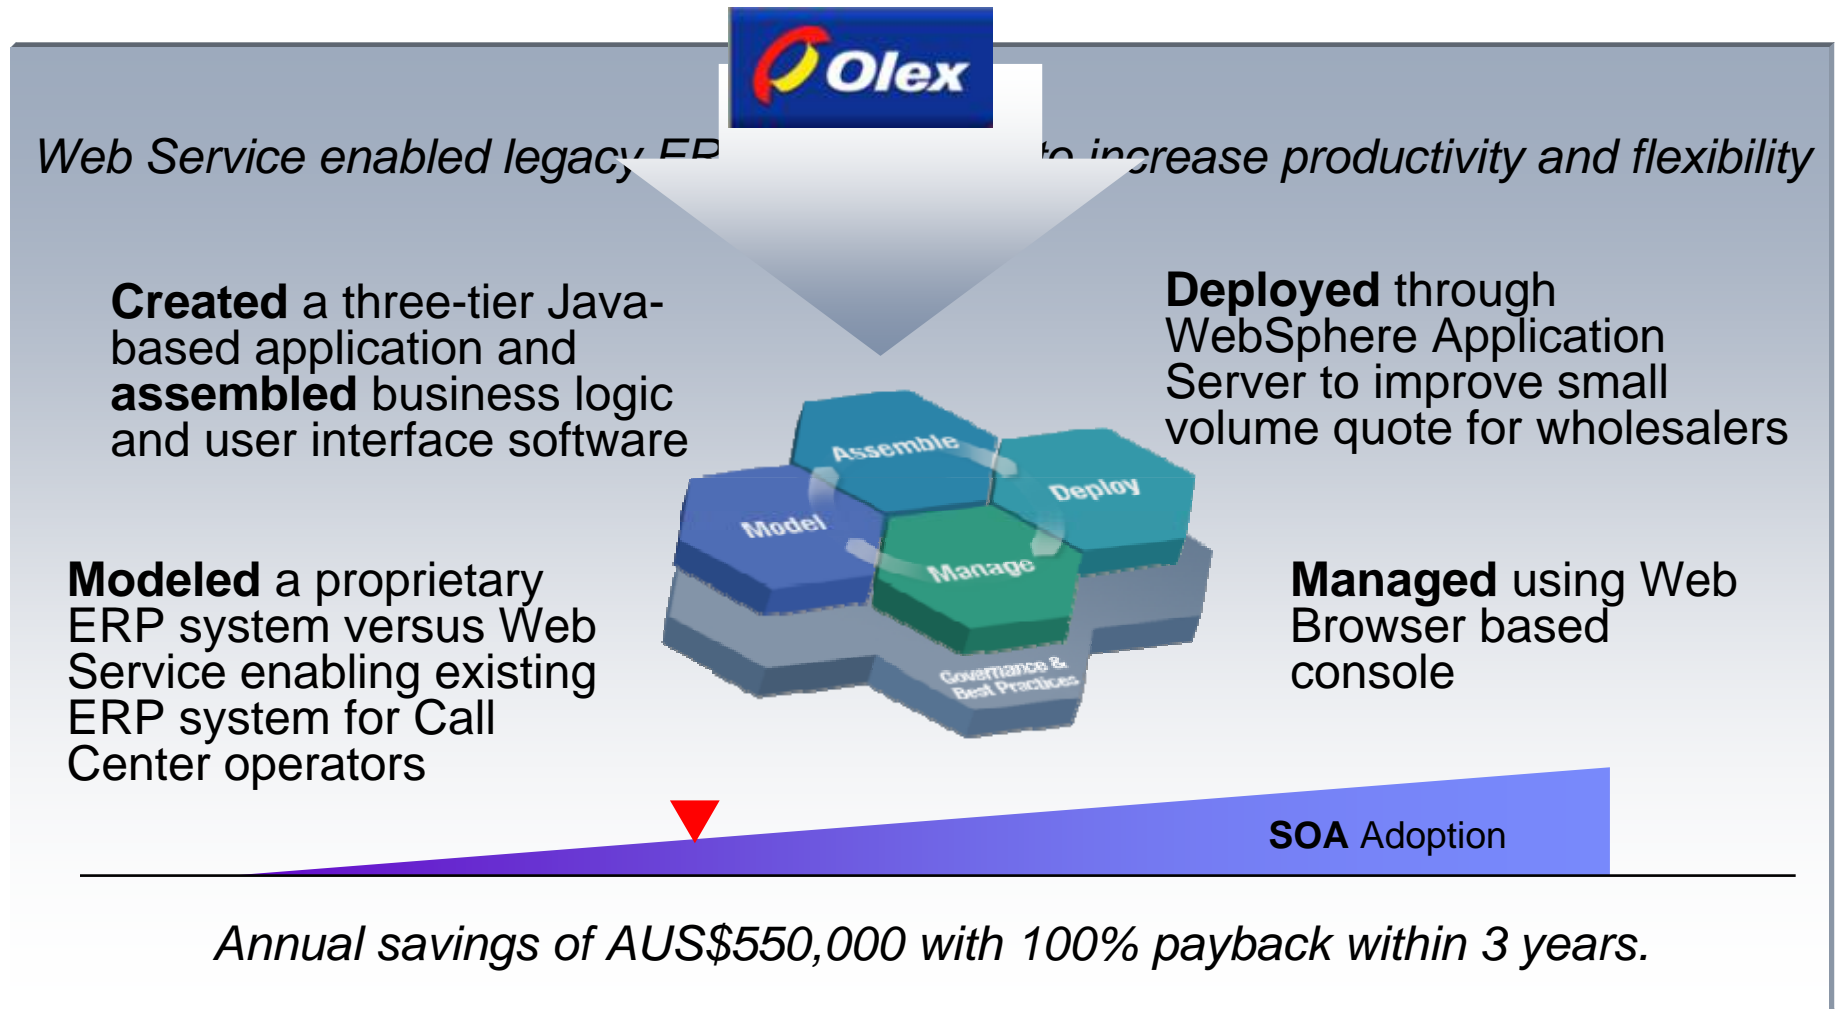 Olex
Web Service enabled legacy to increase productivity and flexibility
Created a three-tier Java-
based application and
assembled business logic
and user interface software
Deployed through
WebSphere Application
Server to improve small
volume quote for wholesalers
Assemble
Deploy
Model
Manage
Governance &
Best Practices
Modeled a proprietary
ERP system versus Web
Service enabling existing
ERP system for Call
Center operators
Managed using Web
Browser based
console
SOA Adoption
Annual savings of AUS$550,000 with 100% payback within 3 years.